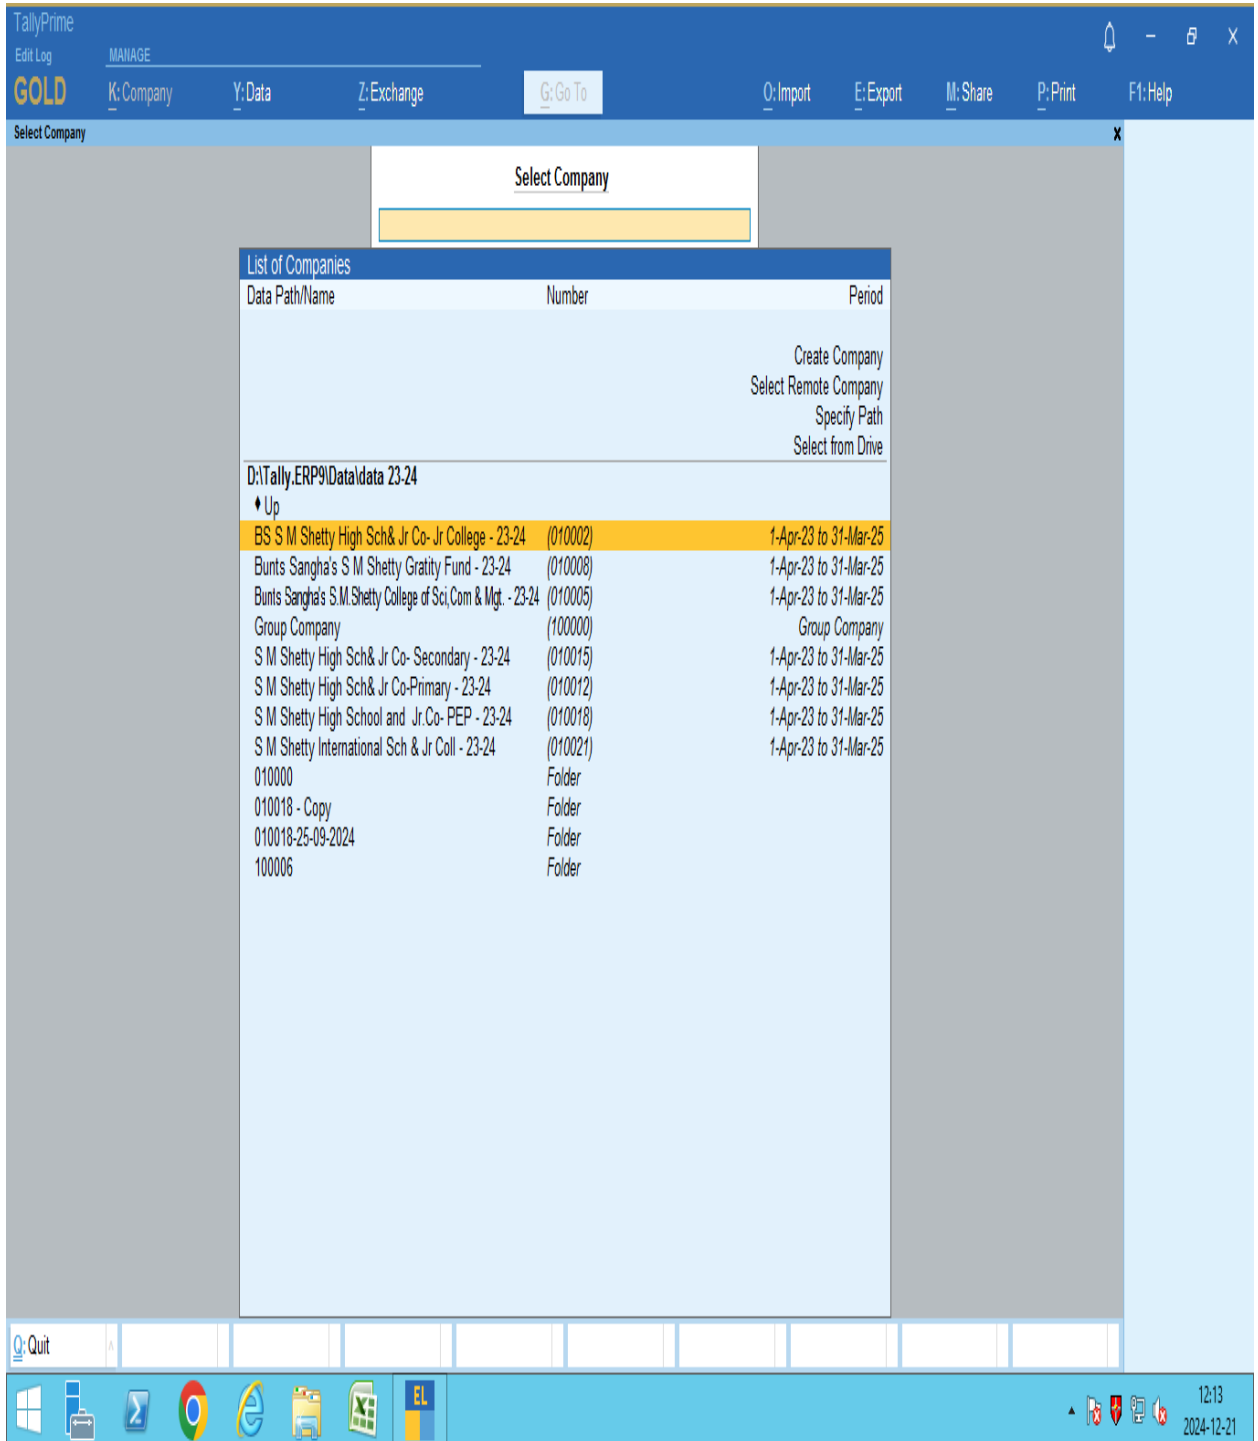 TallyPrime
Edit Log
MANAGE
GOLD
K: Company Y: Data Z: Exchange G: Go To O: Import E: Export M: Share P: Print F1: Help
Select Company x
Select Company
List of Companies
Data Path/Name Number Period
Create Company
Select Remote Company
Specify Path
Select from Drive
D:\Tally.ERP9\Data\data 23-24
♦ Up
BS S M Shetty High Sch& Jr Co- Jr College - 23-24 (010002) 1-Apr-23 to 31-Mar-25
Bunts Sangha's S M Shetty Gratity Fund - 23-24 (010008) 1-Apr-23 to 31-Mar-25
Bunts Sangha's S.M.Shetty College of Sci,Com & Mgt. - 23-24 (010005) 1-Apr-23 to 31-Mar-25
Group Company (100000) Group Company
S M Shetty High Sch& Jr Co- Secondary - 23-24 (010015) 1-Apr-23 to 31-Mar-25
S M Shetty High Sch& Jr Co-Primary - 23-24 (010012) 1-Apr-23 to 31-Mar-25
S M Shetty High School and Jr.Co- PEP - 23-24 (010018) 1-Apr-23 to 31-Mar-25
S M Shetty International Sch & Jr Coll - 23-24 (010021) 1-Apr-23 to 31-Mar-25
010000 Folder
010018 - Copy Folder
010018-25-09-2024 Folder
100006 Folder
Q: Quit
EL
12:13
2024-12-21